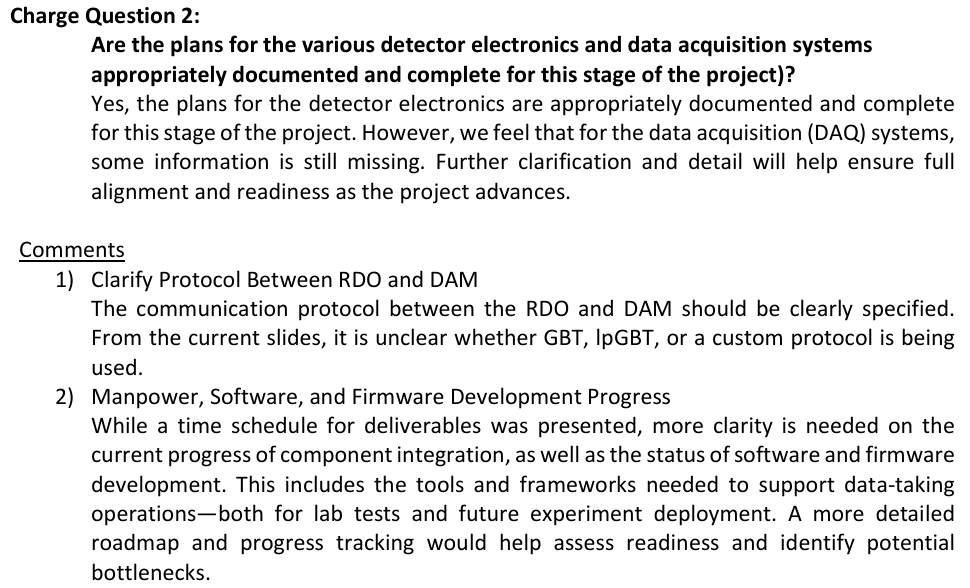 Charge Question 2:
Are the plans for the various detector electronics and data acquisition systems
appropriately documented and complete for this stage of the project)?
Yes, the plans for the detector electronics are appropriately documented and complete
for this stage of the project. However, we feel that for the data acquisition (DAQ) systems,
some information is still missing. Further clarification and detail will help ensure full
alignment and readiness as the project advances.
Comments
1) Clarify Protocol Between RDO and DAM
The communication protocol between the RDO and DAM should be clearly specified.
From the current slides, it is unclear whether GBT, lpGBT, or a custom protocol is being
used.
2) Manpower, Software, and Firmware Development Progress
While a time schedule for deliverables was presented, more clarity is needed on the
current progress of component integration, as well as the status of software and firmware
development. This includes the tools and frameworks needed to support data-taking
operations—both for lab tests and future experiment deployment. A more detailed
roadmap and progress tracking would help assess readiness and identify potential
bottlenecks.